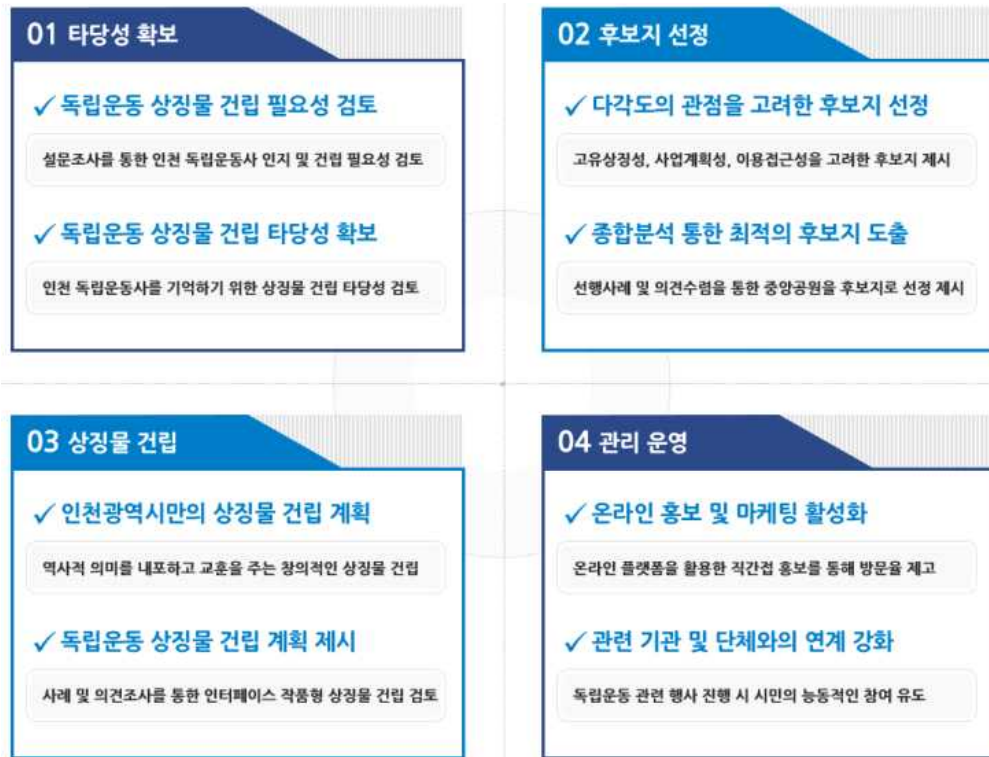 01 타당성 확보
✓ 독립운동 상징물 건립 필요성 검토
설문조사를 통한 인천 독립운동사 인지 및 건립 필요성 검토
✓ 독립운동 상징물 건립 타당성 확보
인천 독립운동사를 기억하기 위한 상징물 건립 타당성 검토
02 후보지 선정
✓ 다각도의 관점을 고려한 후보지 선정
고유상징성, 사업계획성, 이용접근성을 고려한 후보지 제시
✓ 종합분석 통한 최적의 후보지 도출
선행사례 및 의견수렴을 통한 중앙공원을 후보지로 선정 제시
03 상징물 건립
✓ 인천광역시만의 상징물 건립 계획
역사적 의미를 내포하고 교훈을 주는 창의적인 상징물 건립
✓ 독립운동 상징물 건립 계획 제시
사례 및 의견조사를 통한 인터페이스 작품형 상징물 건립 검토
04 관리 운영
✓ 온라인 홍보 및 마케팅 활성화
온라인 플랫폼을 활용한 직간접 홍보를 통해 방문율 제고
✓ 관련 기관 및 단체와의 연계 강화
독립운동 관련 행사 진행 시 시민의 능동적인 참여 유도